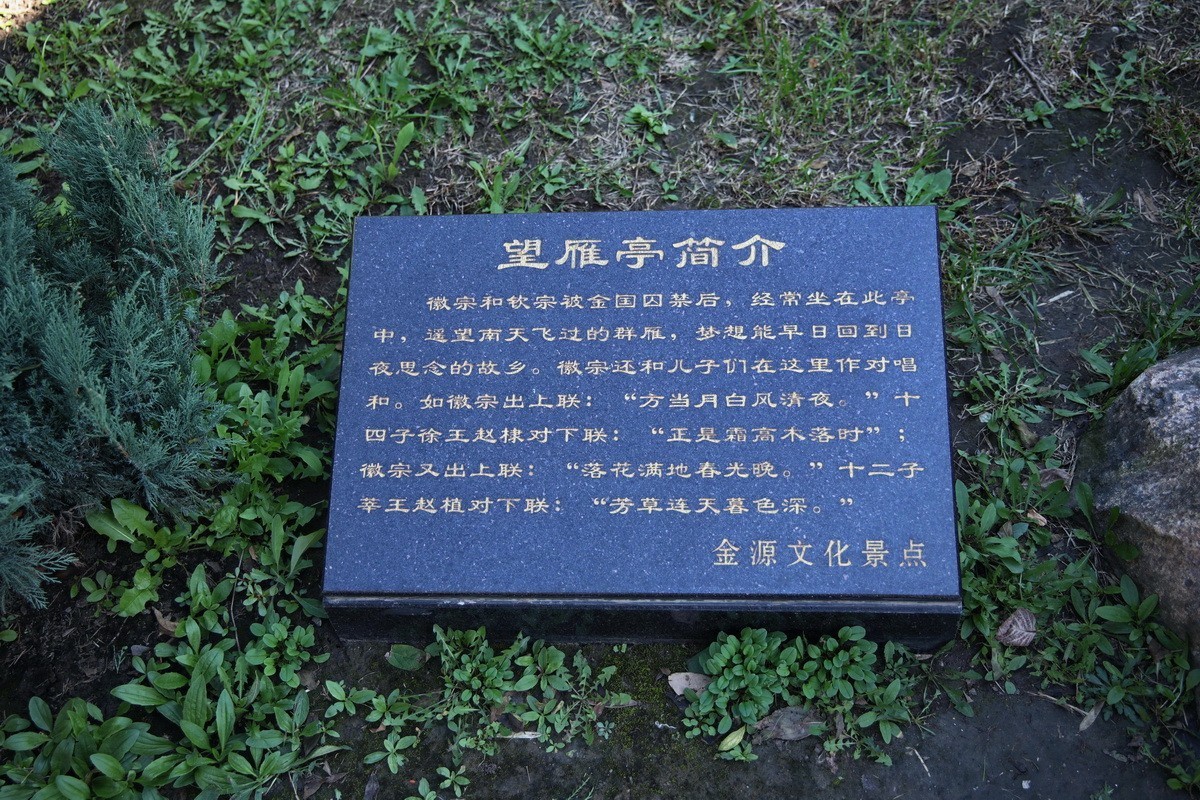 望雁亭简介
徽宗和钦宗被金国囚禁后，经常坐在此亭
中，遥望南天飞过的群雁，梦想能早日回到日
夜思念的故乡。徽宗还和儿子们在这里作对唱
和。如徽宗出上联：“方当月白风清夜。”十
四子徐王赵棣对下联：“正是霜高木落时”；
徽宗又出上联：“落花满地春光晚。”十二子
莘王赵植对下联：“芳草连天暮色深。”
金源文化景点